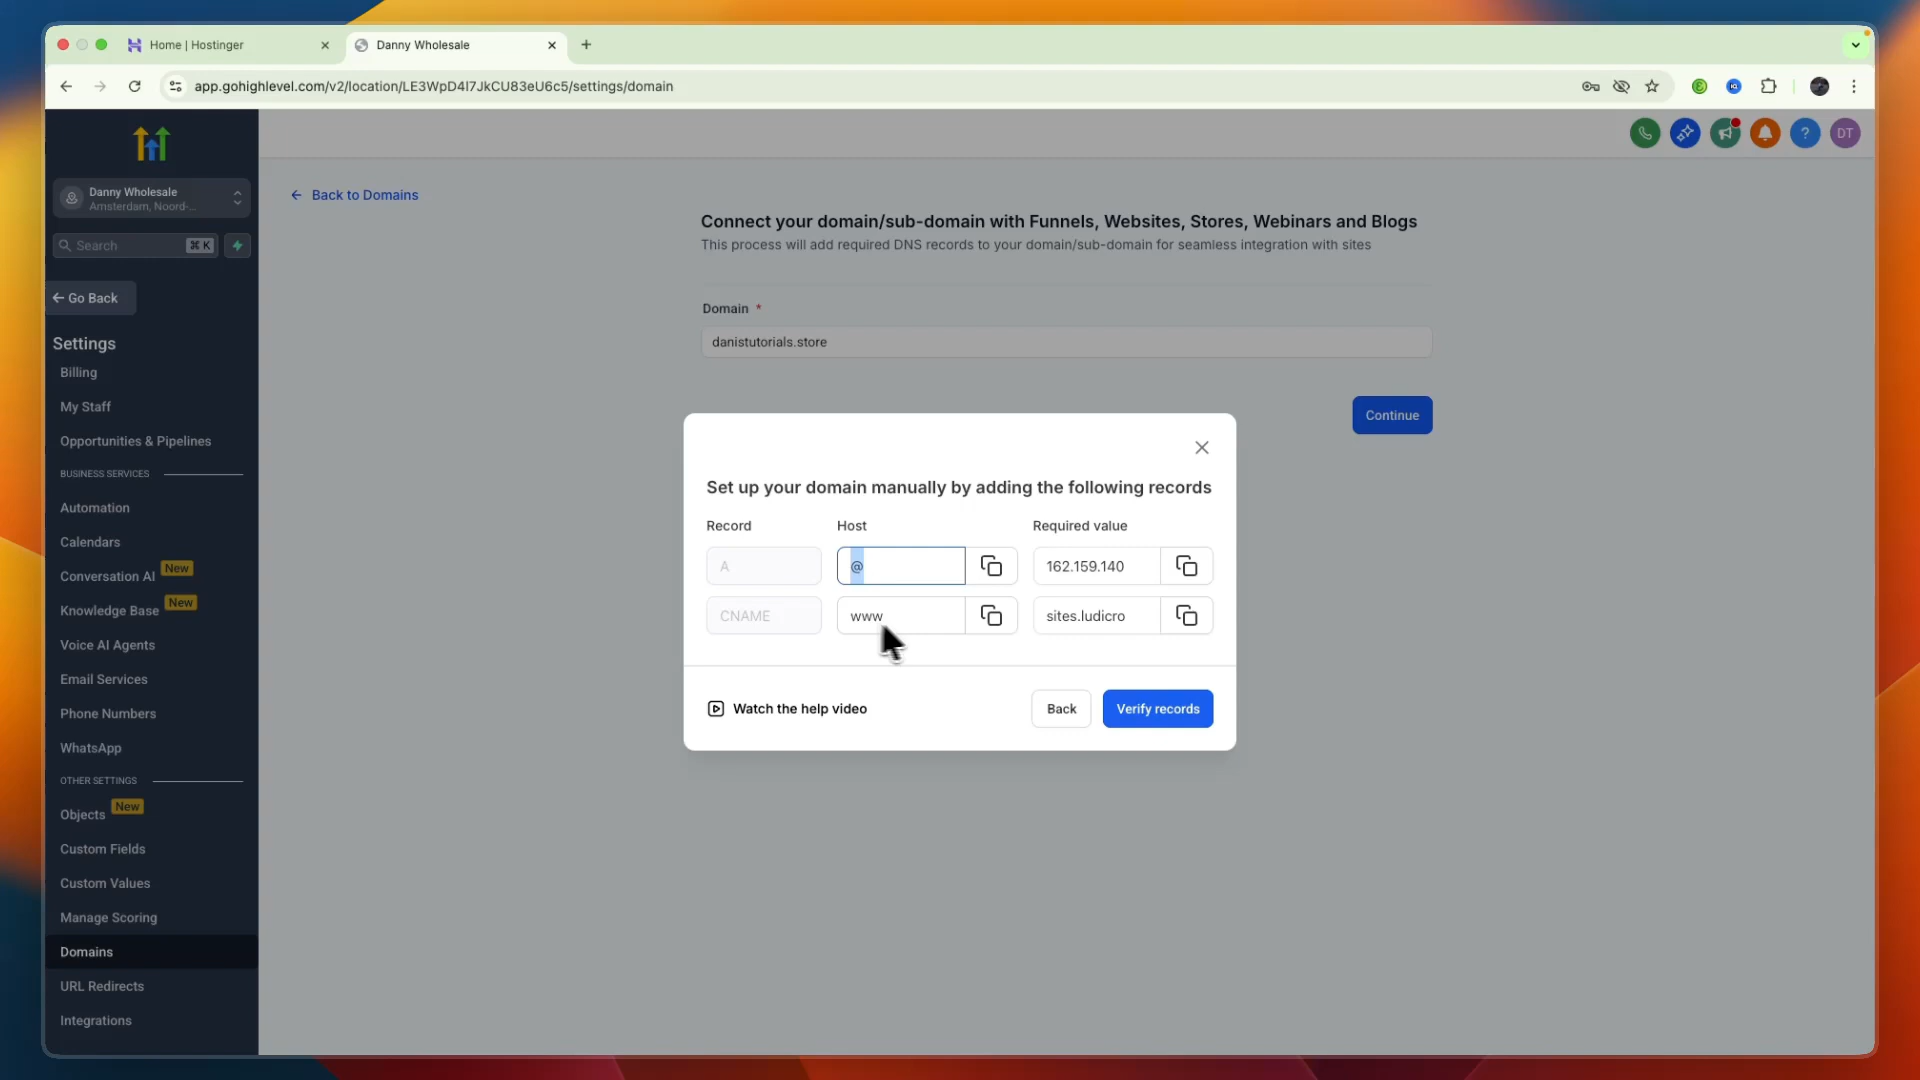 Home | Hostinger
Danny Wholesale
app.gohighlevel.com/v2/location/LE3WpD4I7JkCU83eU6c5/settings/domain
DT
Danny Wholesale
Amsterdam, Noord-...
Search ⌘ K
Go Back
Settings
Billing
My Staff
Opportunities & Pipelines
BUSINESS SERVICES
Automation
Calendars
Conversation AI New
Knowledge Base New
Voice AI Agents
Email Services
Phone Numbers
WhatsApp
OTHER SETTINGS
Objects New
Custom Fields
Custom Values
Manage Scoring
Domains
URL Redirects
Integrations
Back to Domains
Connect your domain/sub-domain with Funnels, Websites, Stores, Webinars and Blogs
This process will add required DNS records to your domain/sub-domain for seamless integration with sites
Domain *
danistutorials.store
Continue
Set up your domain manually by adding the following records
Record Host Required value
A @ 162.159.140
CNAME www sites.ludicro
Watch the help video
Back
Verify records